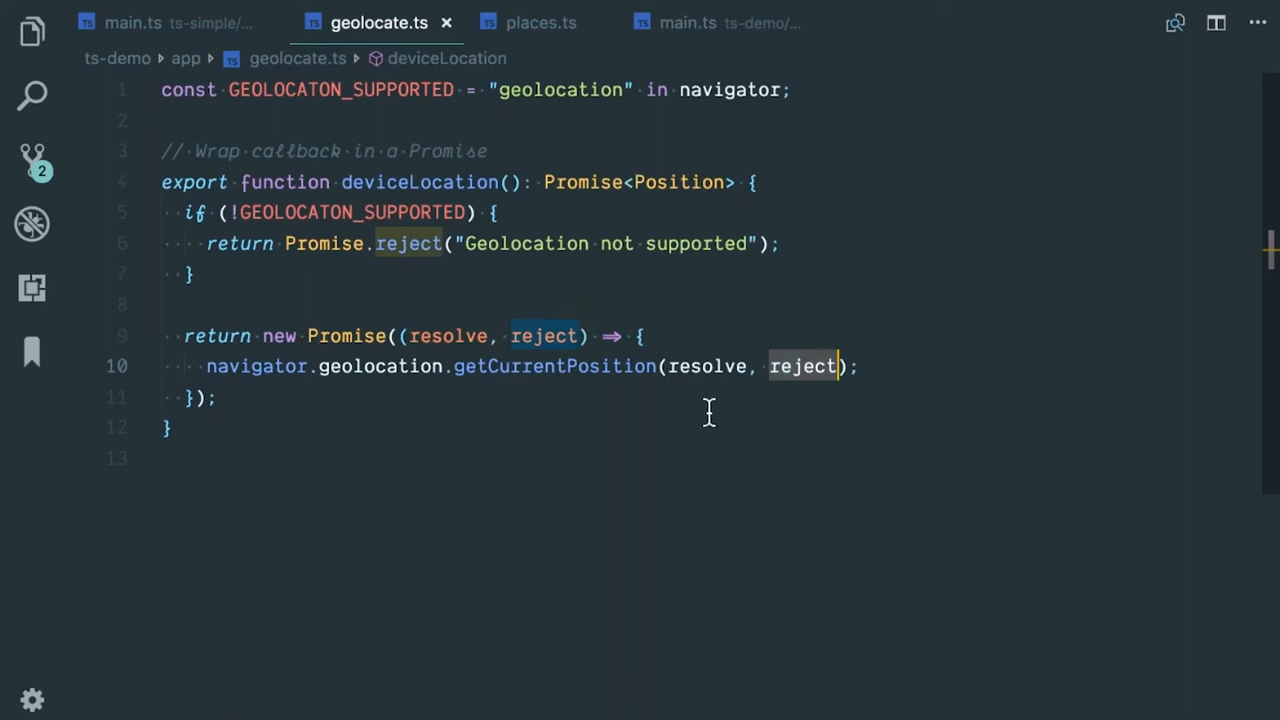 main.ts ts-simple/... geolocate.ts × places.ts main.ts ts-demo/...
ts-demo app geolocate.ts deviceLocation
1 const GEOLOCATON_SUPPORTED = "geolocation" in navigator;
2
3 // Wrap callback in a Promise
4 export function deviceLocation(): Promise<Position> {
5 if (!GEOLOCATON_SUPPORTED) {
6 return Promise.reject("Geolocation not supported");
7 }
8
9 return new Promise((resolve, reject) => {
10 navigator.geolocation.getCurrentPosition(resolve, reject);
11 });
12 }
13
2